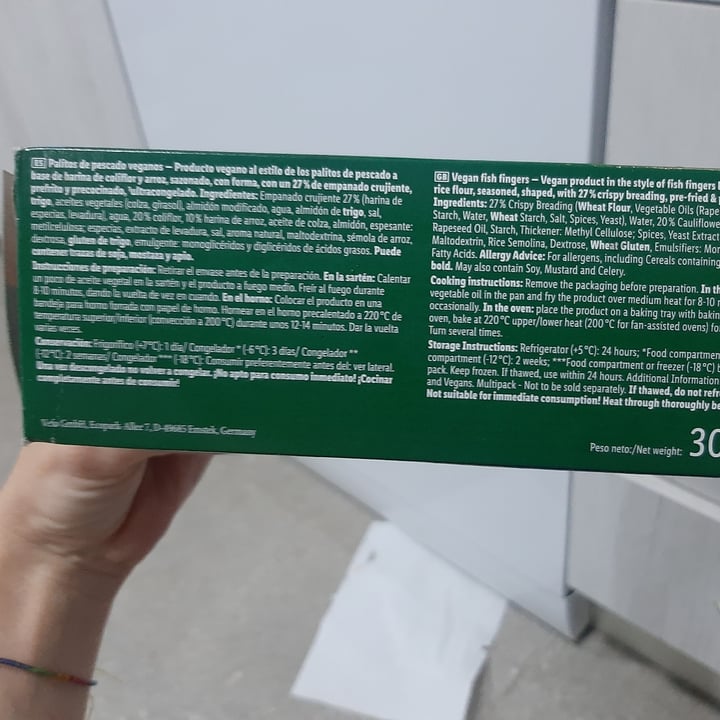 ES Palitos de pescado veganos – Producto vegano al estilo de los palitos de pescado a
base de harina de coliflor y arroz, sazonado, con forma, con un 27% de empanado crujiente,
prefrito y precocinado, ultracongelado. Ingredientes: Empanado crujiente 27% (harina de
trigo, aceites vegetales (colza, girasol), almidón modificado, agua, almidón de trigo, sal,
especias, levadura), agua, 20% coliflor, 10% harina de arroz, aceite de colza, almidón, espesante:
metilcelulosa; especias, extracto de levadura, sal, aroma natural, maltodextrina, sémola de arroz,
dextrosa, gluten de trigo, emulgente: monoglicéridos y diglicéridos de ácidos grasos. Puede
contener trazas de soja, mostaza y apio.
Instrucciones de preparación: Retirar el envase antes de la preparación. En la sartén: Calentar
un poco de aceite vegetal en la sartén y el producto a fuego medio. Freír al fuego durante
8-10 minutos, dando la vuelta de vez en cuando. En el horno: Colocar el producto en una
bandeja para horno forrada con papel de horno. Hornear en el horno precalentado a 220 °C de
temperatura superior/inferior (convección a 200 °C) durante unos 12-14 minutos. Dar la vuelta
varias veces.
Conservación: Frigorífico (+7°C): 1 día/ Congelador * (-6°C): 3 días/ Congelador **
(-12°C): 2 semanas/ Congelador *** (-18°C): Consumir preferentemente antes del: ver lateral.
Una vez descongelado no volver a congelar. ¡No apto para consumo inmediato! ¡Cocinar
completamente antes de consumir!
GmbH, Ecopark-Allee 7, D-49685 Emstek, Germany
GB Vegan fish fingers – Vegan product in the style of fish fingers
rice flour, seasoned, shaped, with 27% crispy breading, pre-fried &
Ingredients: 27% Crispy Breading (Wheat Flour, Vegetable Oils (Rape
Starch, Water, Wheat Starch, Salt, Spices, Yeast), Water, 20% Cauliflowe
Rapeseed Oil, Starch, Thickener: Methyl Cellulose; Spices, Yeast Extract
Maltodextrin, Rice Semolina, Dextrose, Wheat Gluten, Emulsifiers: Mon
Fatty Acids. Allergy Advice: For allergens, including Cereals containing
bold. May also contain Soy, Mustard and Celery.
Cooking instructions: Remove the packaging before preparation. In th
vegetable oil in the pan and fry the product over medium heat for 8-10 m
occasionally. In the oven: place the product on a baking tray with bakin
oven, bake at 220°C upper/lower heat (200°C for fan-assisted ovens) fo
Turn several times.
Storage Instructions: Refrigerator (+5°C): 24 hours; *Food compartmen
compartment (-12°C): 2 weeks; ***Food compartment or freezer (-18°C) b
pack. Keep frozen. If thawed, use within 24 hours. Additional Information
and Vegans. Multipack - Not to be sold separately. If thawed, do not refr
Not suitable for immediate consumption! Heat through thoroughly be
Peso neto:/Net weight: 30